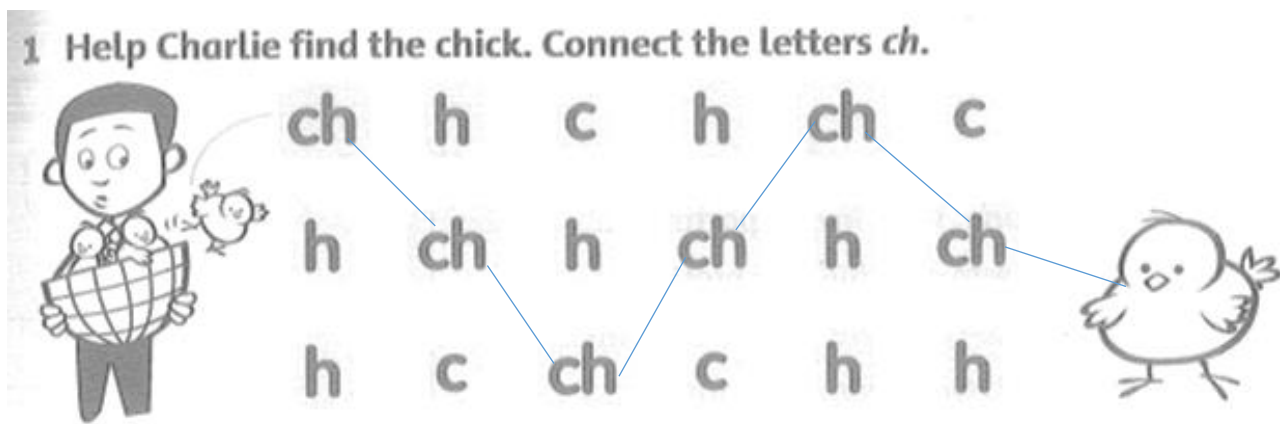 1 Help Charlie find the chick. Connect the letters ch.
ch h c h ch c
h ch h ch h ch
h c ch c h h